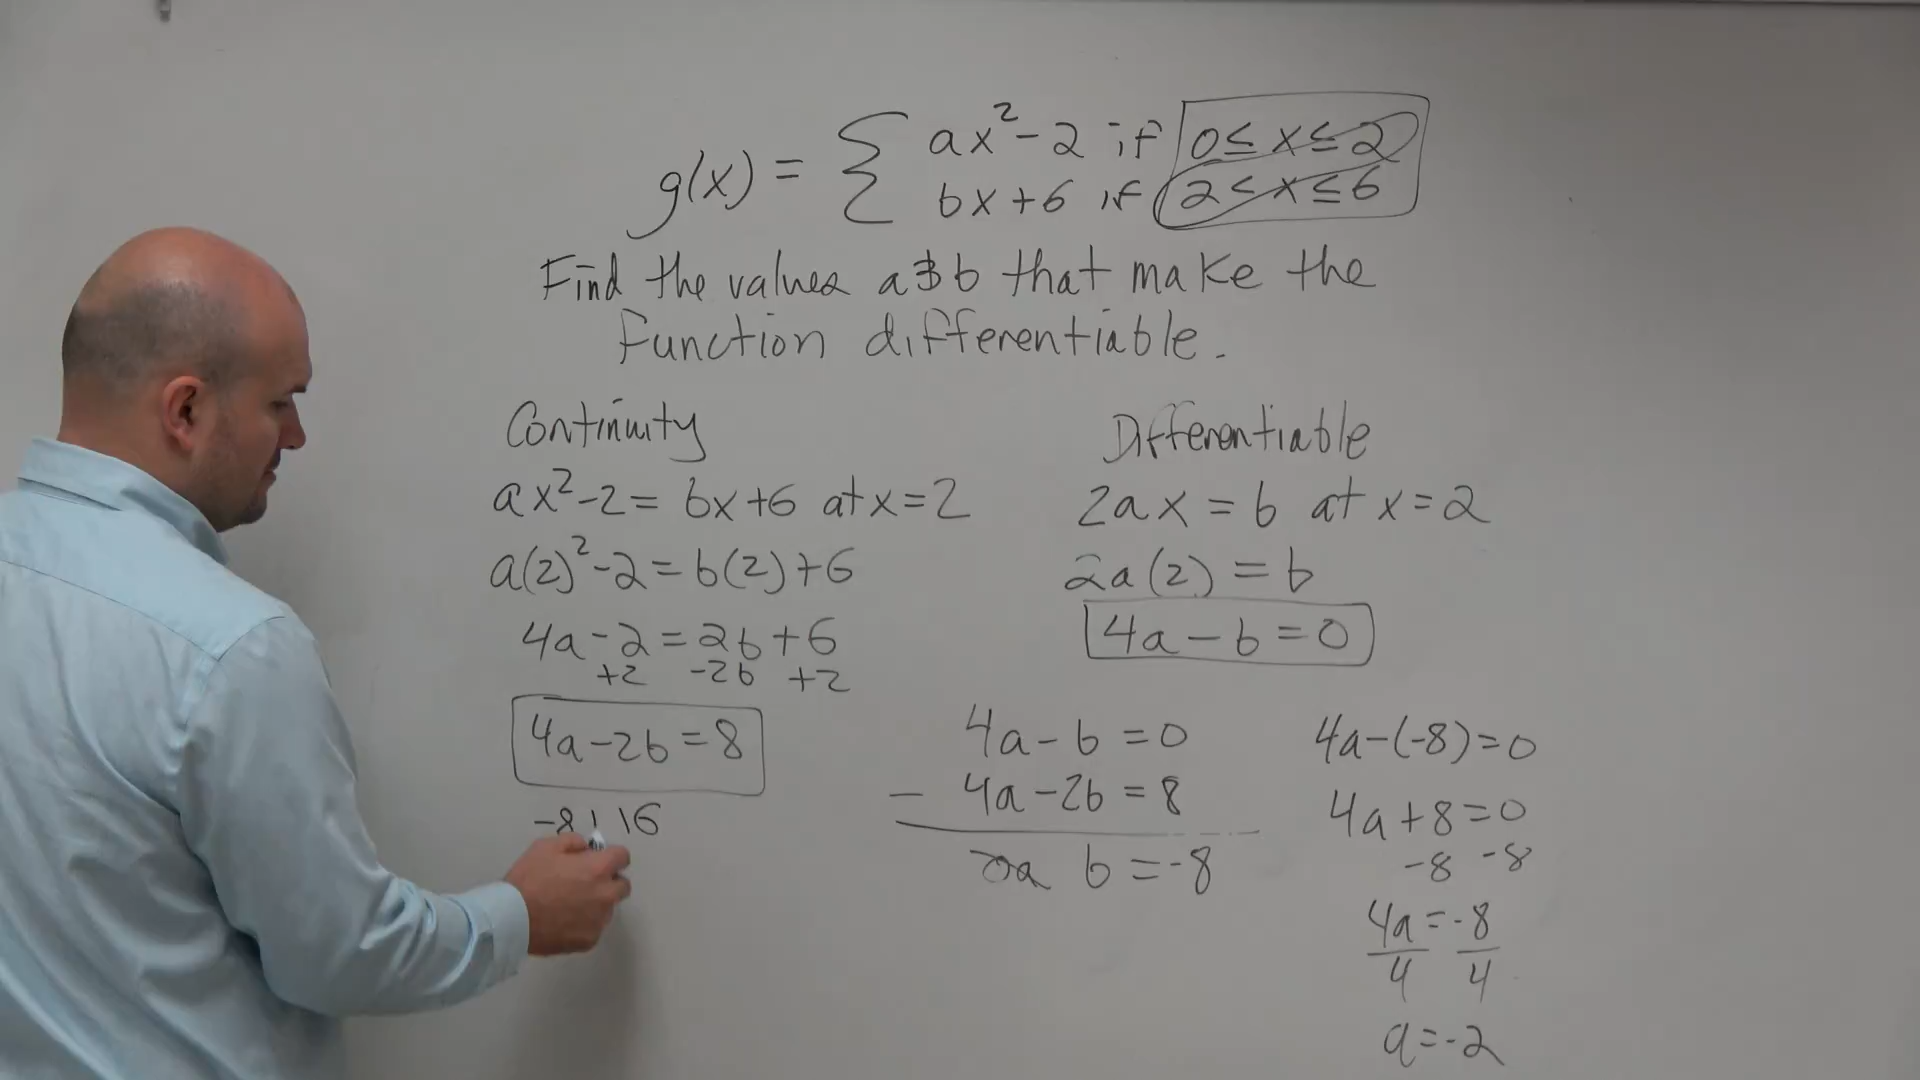 g(x) = { ax² - 2 if 0 ≤ x ≤ 2
bx + 6 if 2 < x ≤ 6
Find the values a & b that make the
function differentiable.
Continuity
ax² - 2 = bx + 6 at x = 2
a(2)² - 2 = b(2) + 6
4a - 2 = 2b + 6
+2 -2b +2
4a - 2b = 8
-8 + 16
Differentiable
2ax = b at x = 2
2a(2) = b
4a - b = 0
4a - b = 0
- 4a - 2b = 8
0a b = -8
4a - (-8) = 0
4a + 8 = 0
-8 -8
4a = -8
4 4
a = -2